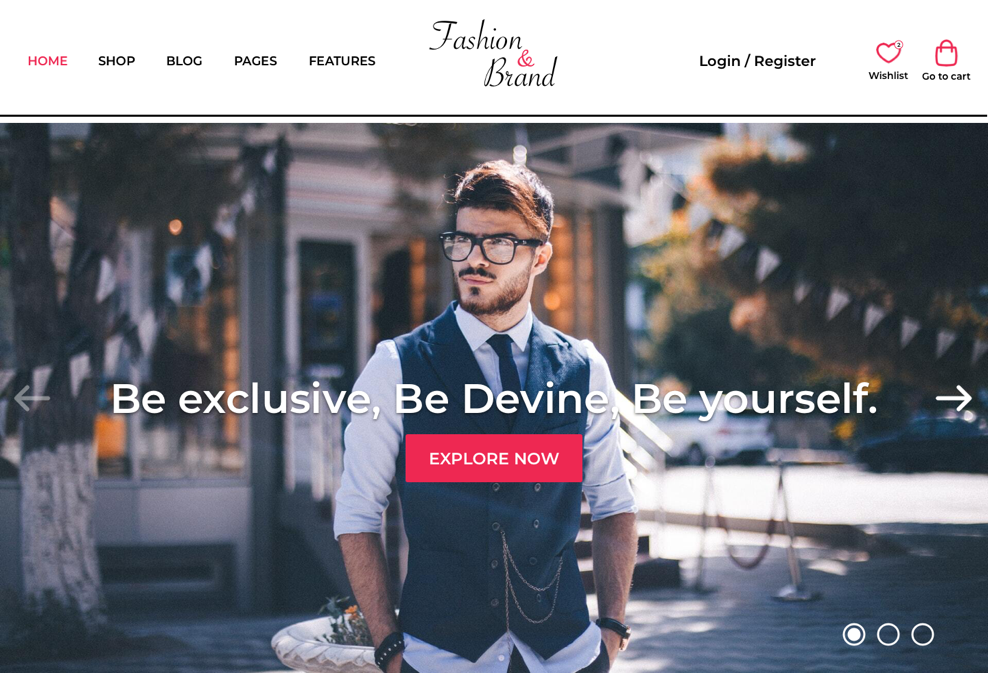 HOME SHOP BLOG PAGES FEATURES
Fashion
&
Brand
Login / Register
2
Wishlist
Go to cart
Be exclusive, Be Devine, Be yourself.
EXPLORE NOW